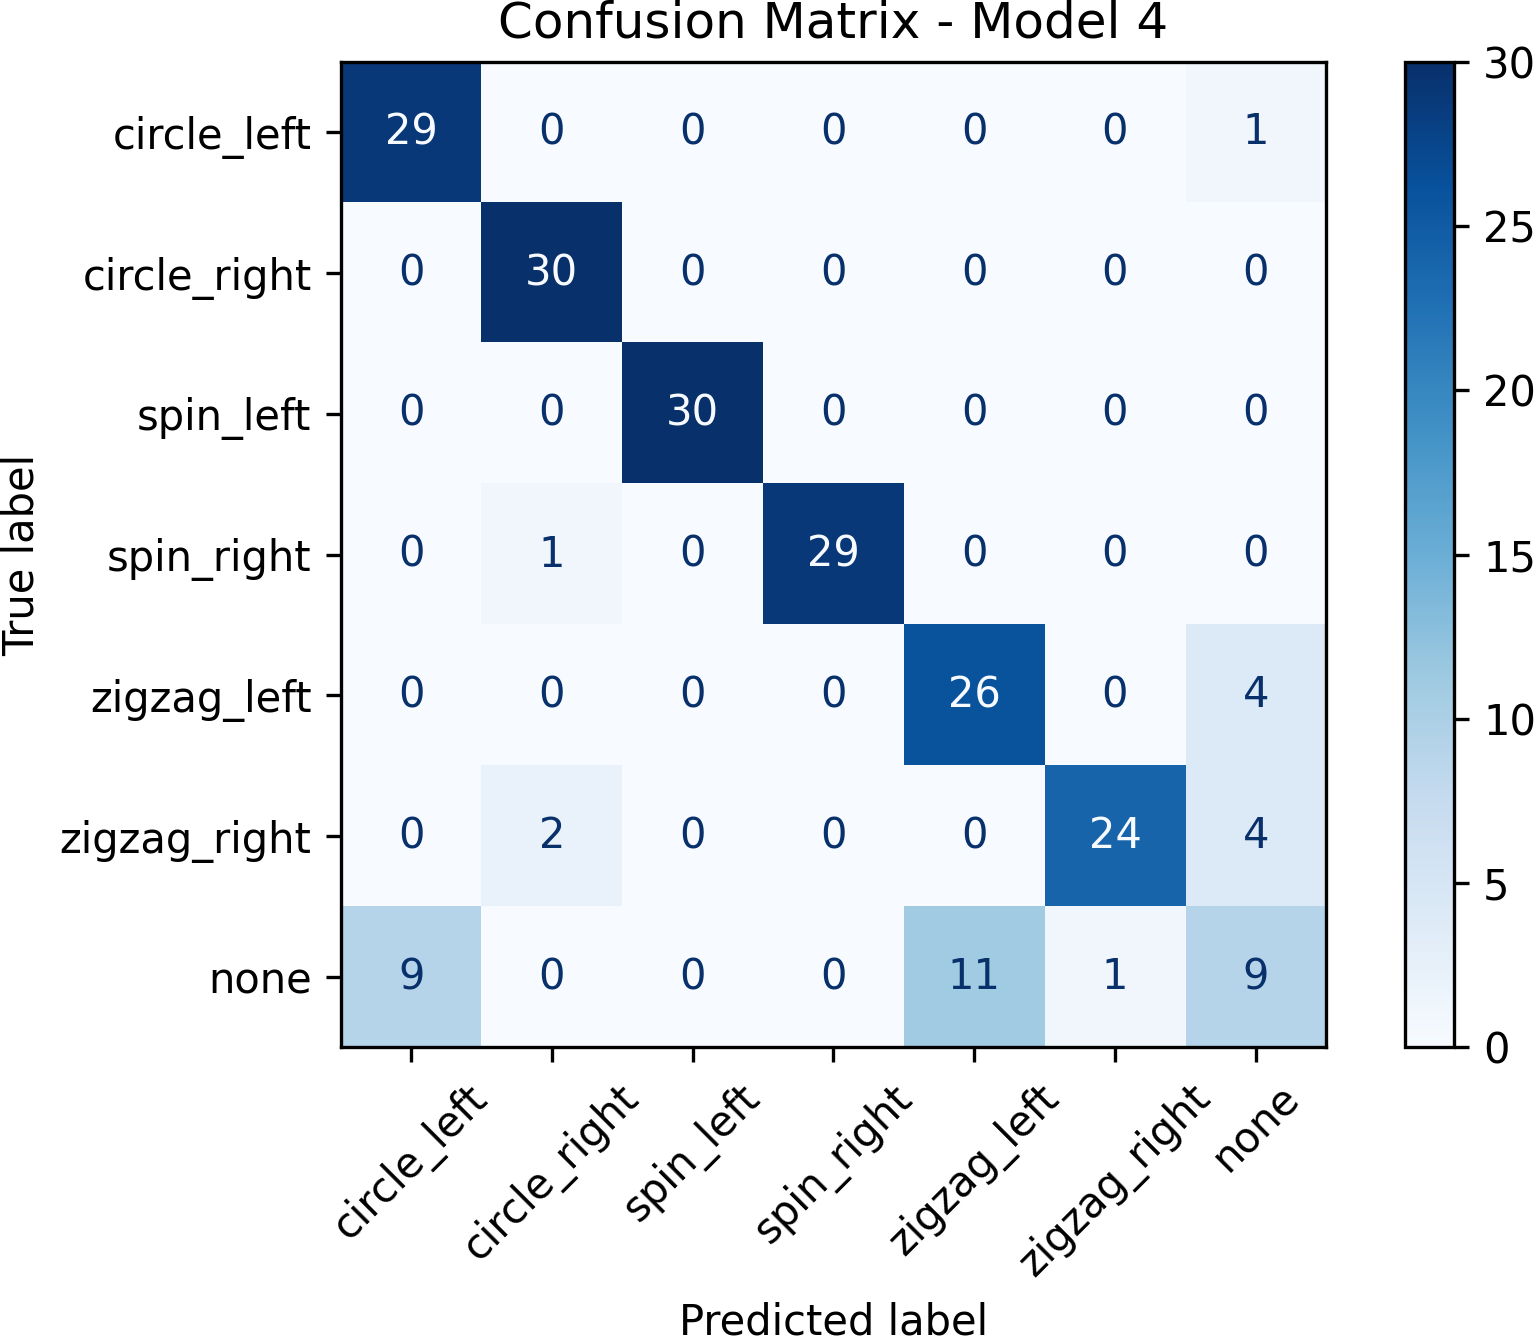 Confusion Matrix - Model 4
True label
circle_left 29 0 0 0 0 0 1
circle_right 0 30 0 0 0 0 0
spin_left 0 0 30 0 0 0 0
spin_right 0 1 0 29 0 0 0
zigzag_left 0 0 0 0 26 0 4
zigzag_right 0 2 0 0 0 24 4
none 9 0 0 0 11 1 9
circle_left circle_right spin_left spin_right zigzag_left zigzag_right none
Predicted label
30
25
20
15
10
5
0